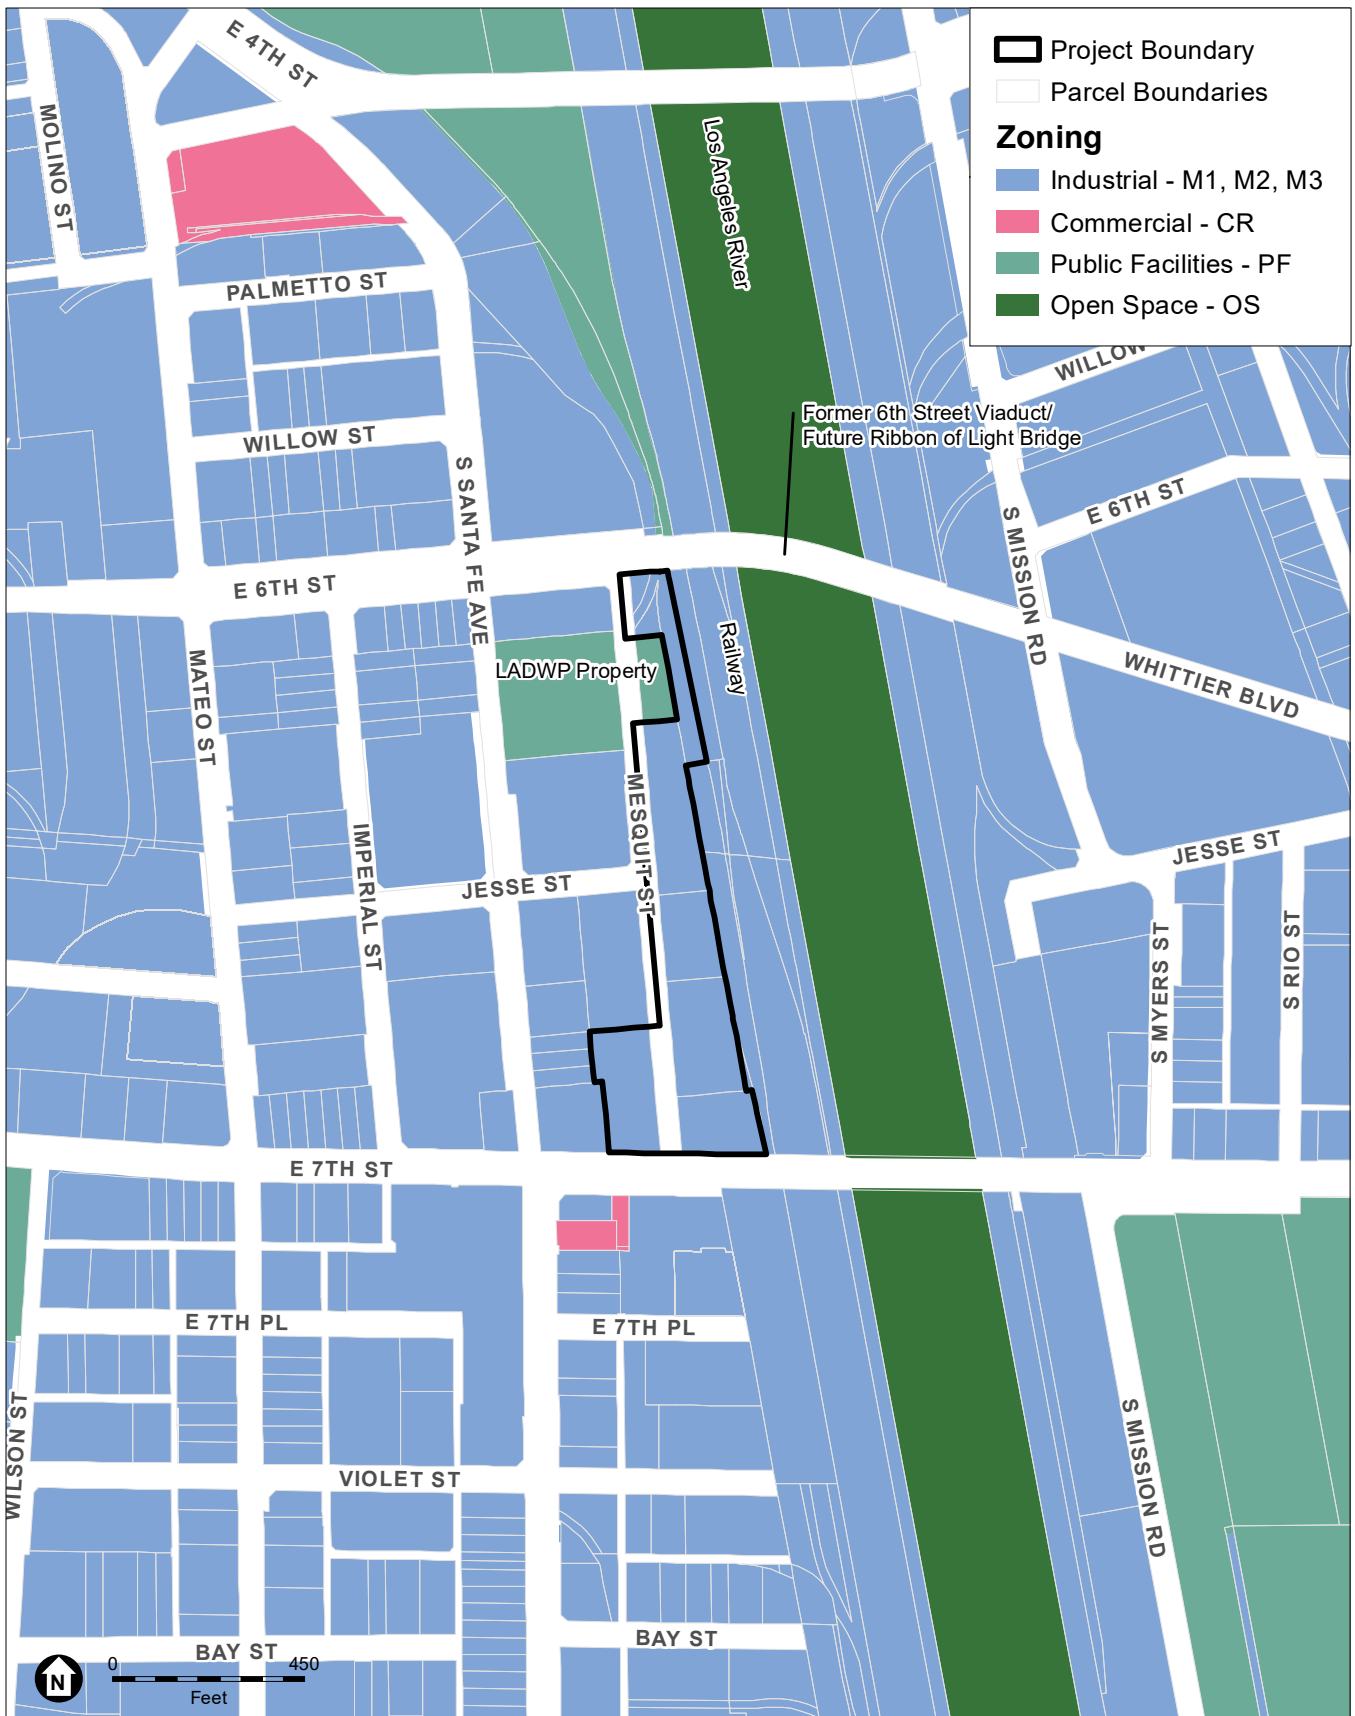 E 4TH ST
Project Boundary
Parcel Boundaries
Zoning
Industrial - M1, M2, M3
Commercial - CR
Public Facilities - PF
Open Space - OS
MOLINO ST
Los Angeles River
PALMETTO ST
WILLOW
Former 6th Street Viaduct/
Future Ribbon of Light Bridge
WILLOW ST
S SANTA FE AVE
E 6TH ST
S MISSION RD
E 6TH ST
LADWP Property
Railway
MATEO ST
WHITTIER BLVD
MESQUIT ST
IMPERIAL ST
JESSE ST
JESSE ST
S MYERS ST
S RIO ST
E 7TH ST
E 7TH PL
E 7TH PL
WILSON ST
VIOLET ST
S MISSION RD
BAY ST
BAY ST
N
0 450
Feet